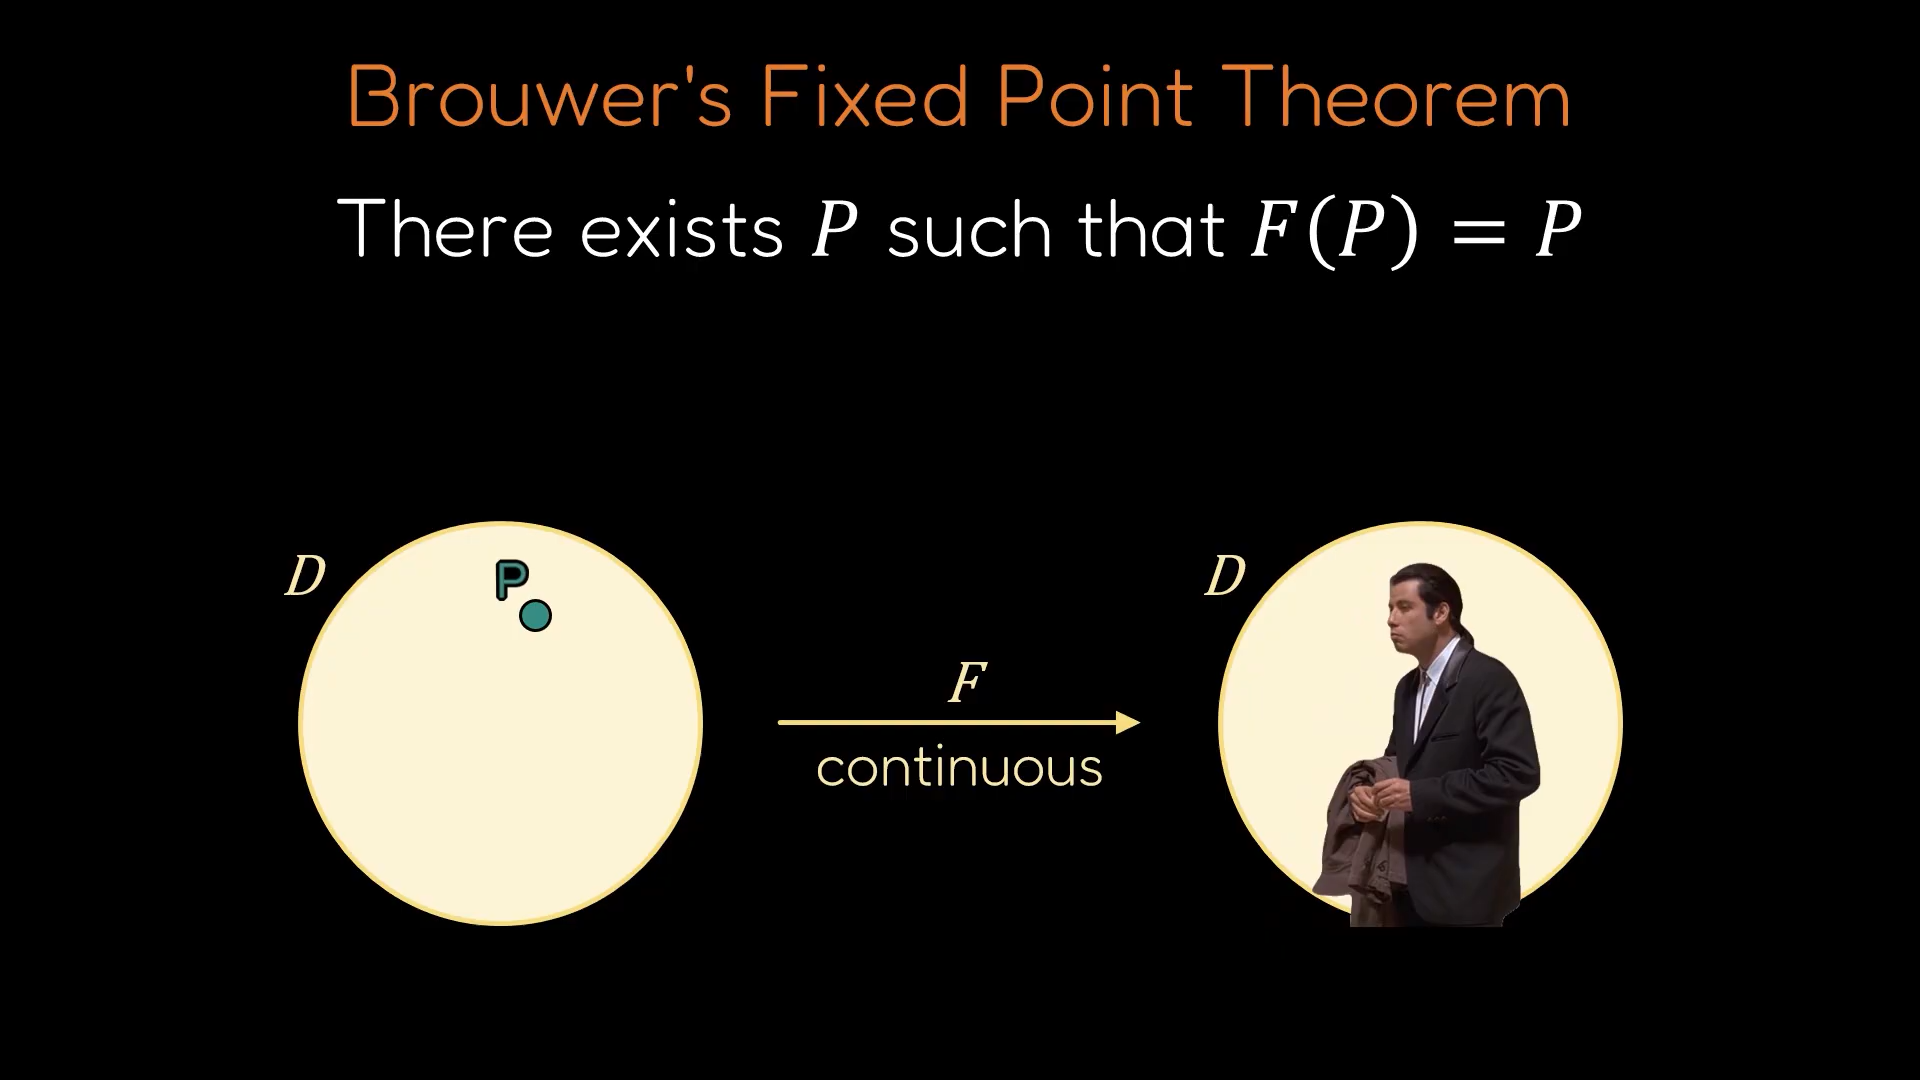 Brouwer's Fixed Point Theorem
There exists P such that F(P) = P
D
P
F
continuous
D